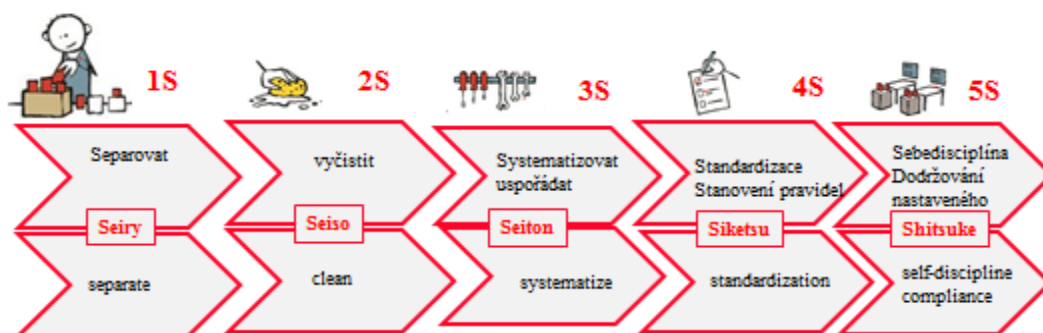 1S
2S
3S
4S
5S
Separovat
vyčistit
Systematizovat
uspořádat
Standardizace
Stanovení pravidel
Sebedisciplína
Dodržování
nastaveného
Seiry
Seiso
Seiton
Siketsu
Shitsuke
separate
clean
systematize
standardization
self-discipline
compliance